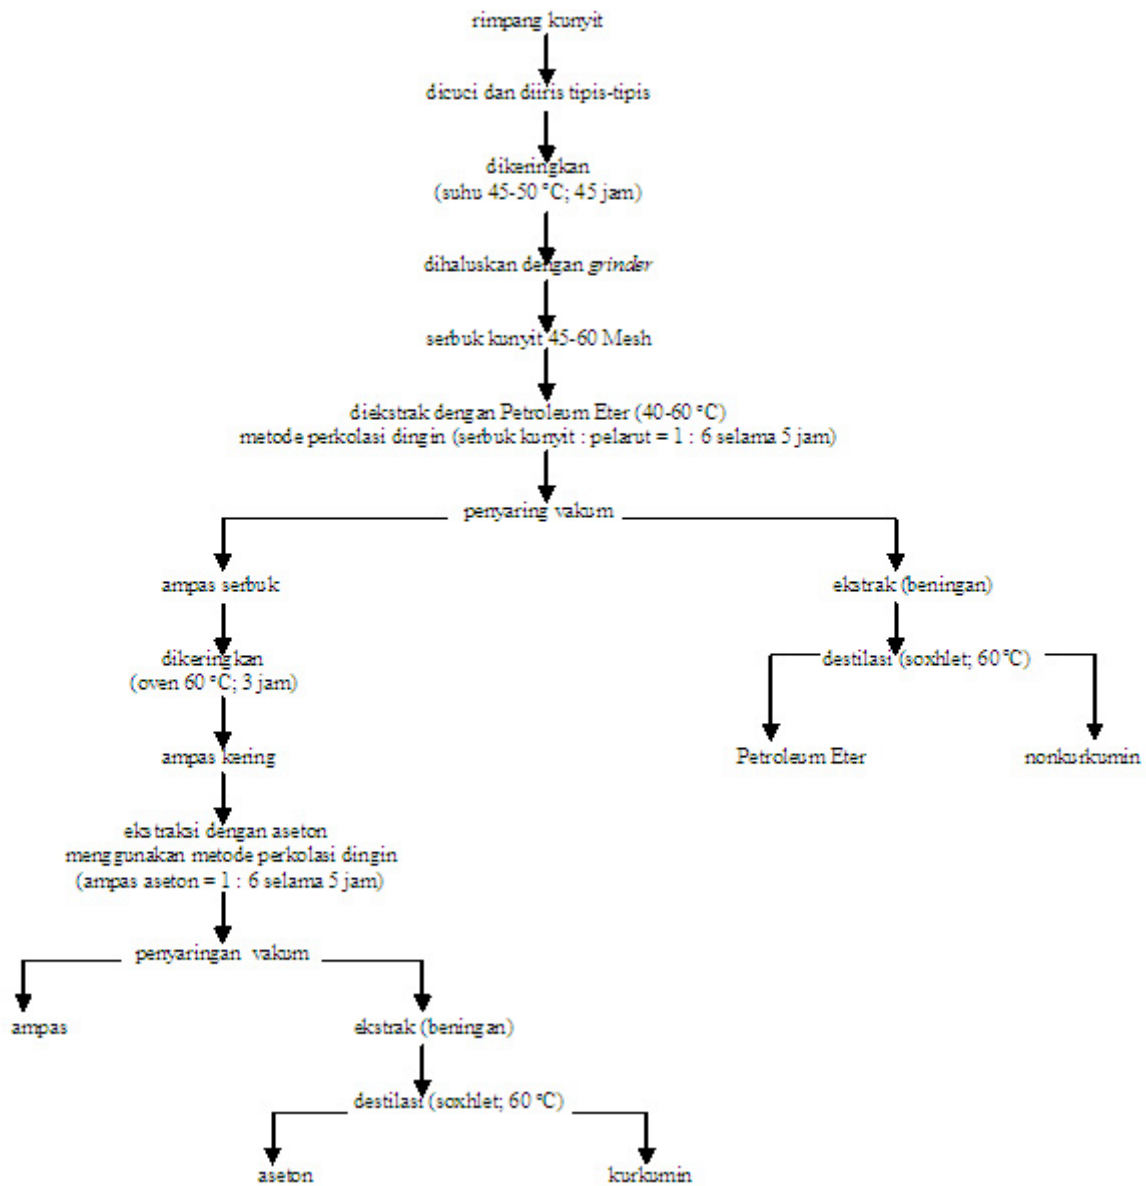 rimpang kunyit
dicuci dan diiris tipis-tipis
dikeringkan
(suhu 45-50 °C; 45 jam)
dihaluskan dengan grinder
serbuk kunyit 45-60 Mesh
diekstrak dengan Petroleum Eter (40-60 °C)
metode perkolasi dingin (serbuk kunyit : pelarut = 1 : 6 selama 5 jam)
penyaring vakum
ampas serbuk
ekstrak (beningan)
dikeringkan
(oven 60 °C; 3 jam)
destilasi (soxhlet; 60 °C)
ampas kering
Petroleum Eter
nonkurkumin
ekstraksi dengan aseton
menggunakan metode perkolasi dingin
(ampas aseton = 1 : 6 selama 5 jam)
penyaringan vakum
ampas
ekstrak (beningan)
destilasi (soxhlet; 60 °C)
aseton
kurkumin